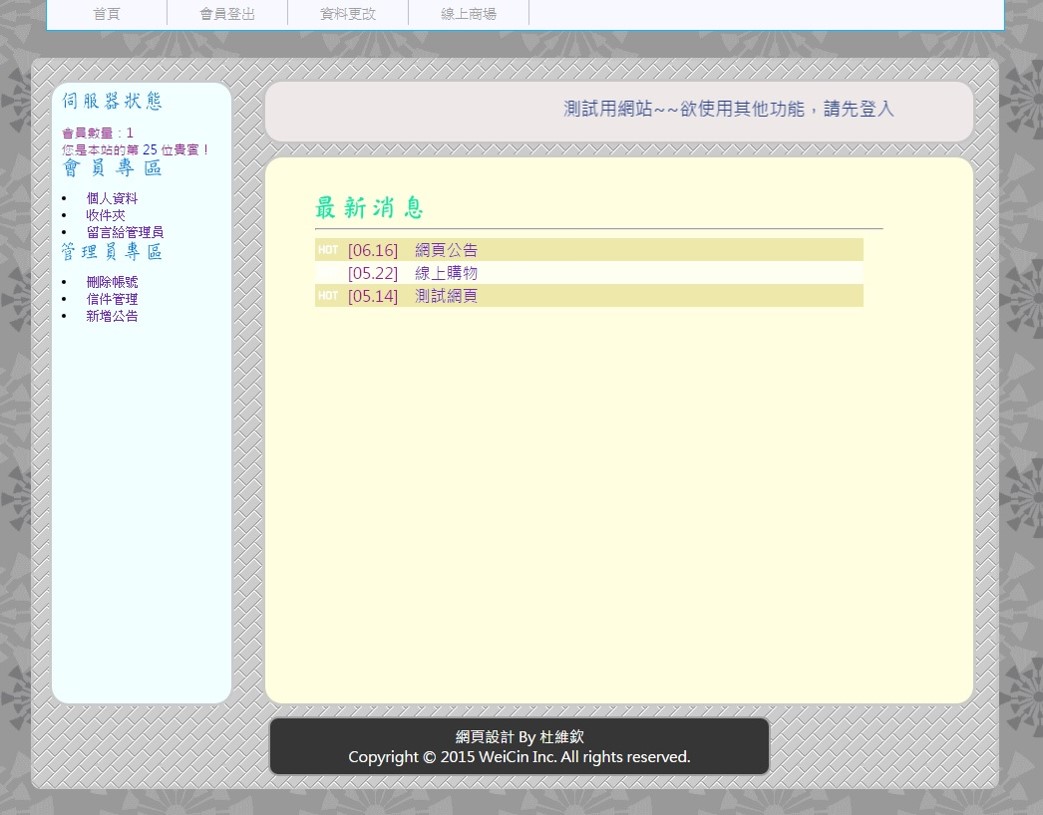 首頁
會員登出
資料更改
線上商場
伺服器狀態
會員數量：1
您是本站的第 25 位貴賓！
會員專區
個人資料
收件夾
留言給管理員
管理員專區
刪除帳號
信件管理
新增公告
測試用網站~~欲使用其他功能，請先登入
最新消息
HOT [06.16] 網頁公告
[05.22] 線上購物
HOT [05.14] 測試網頁
網頁設計 By 杜維欽
Copyright © 2015 WeiCin Inc. All rights reserved.